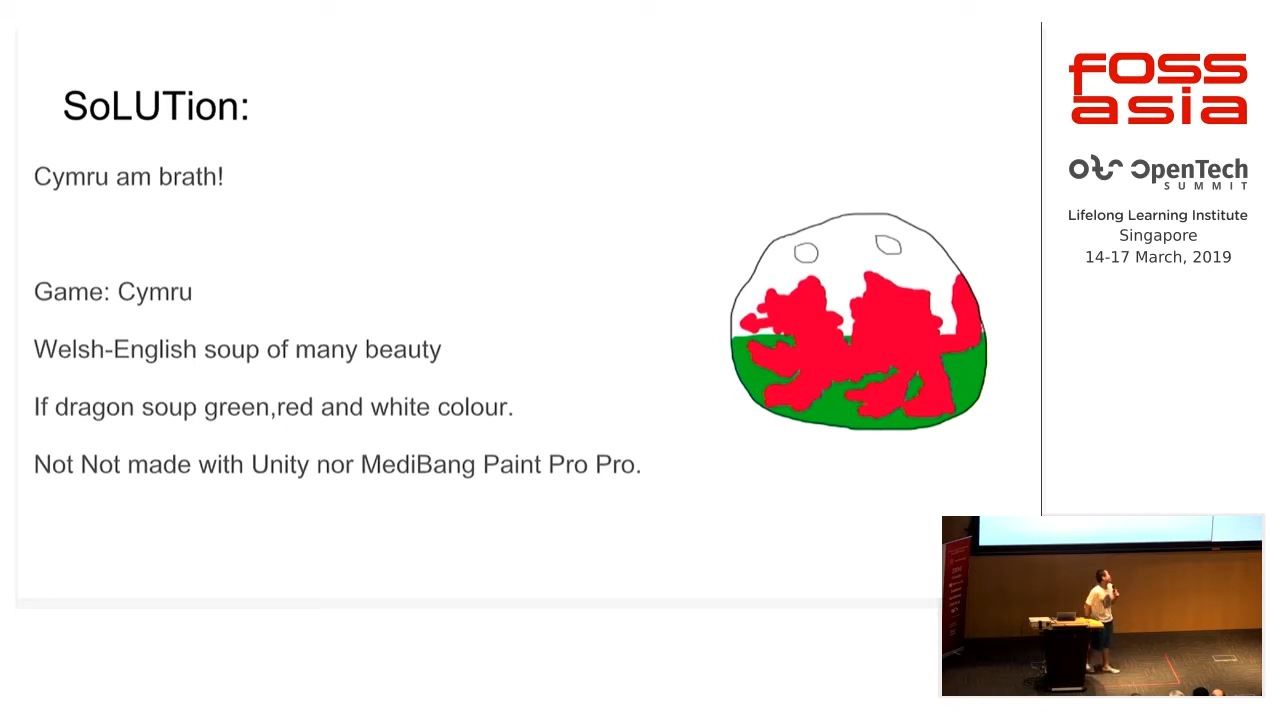 SoLUTion:
Cymru am brath!
Game: Cymru
Welsh-English soup of many beauty
If dragon soup green,red and white colour.
Not Not made with Unity nor MediBang Paint Pro Pro.
foss
asia
OpenTech
SUMMIT
Lifelong Learning Institute
Singapore
14-17 March, 2019